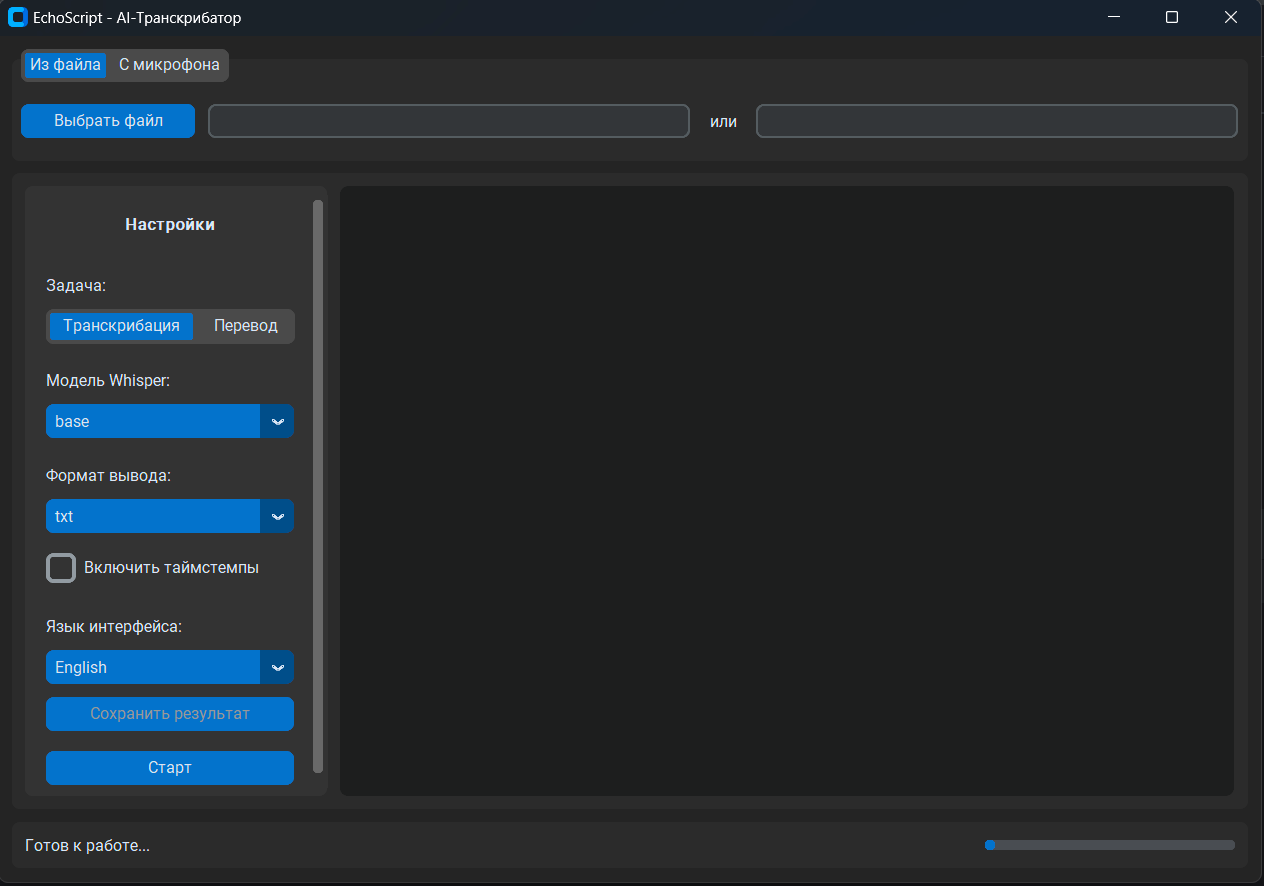 EchoScript - AI-Транскрибатор
Из файла С микрофона
Выбрать файл или
Настройки
Задача:
Транскрибация Перевод
Модель Whisper:
base
Формат вывода:
txt
Включить таймстемпы
Язык интерфейса:
English
Сохранить результат
Старт
Готов к работе...